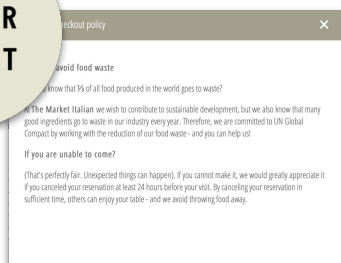 R
T
checkout policy
avoid food waste
know that ⅓ of all food produced in the world goes to waste?
At The Market Italian we wish to contribute to sustainable development, but we also know that many
good ingredients go to waste in our industry every year. Therefore, we are committed to UN Global
Compact by working with the reduction of our food waste - and you can help us!
If you are unable to come?
(That's perfectly fair. Unexpected things can happen). If you cannot make it, we would greatly appreciate it
if you canceled your reservation at least 24 hours before your visit. By canceling your reservation in
sufficient time, others can enjoy your table - and we avoid throwing food away.